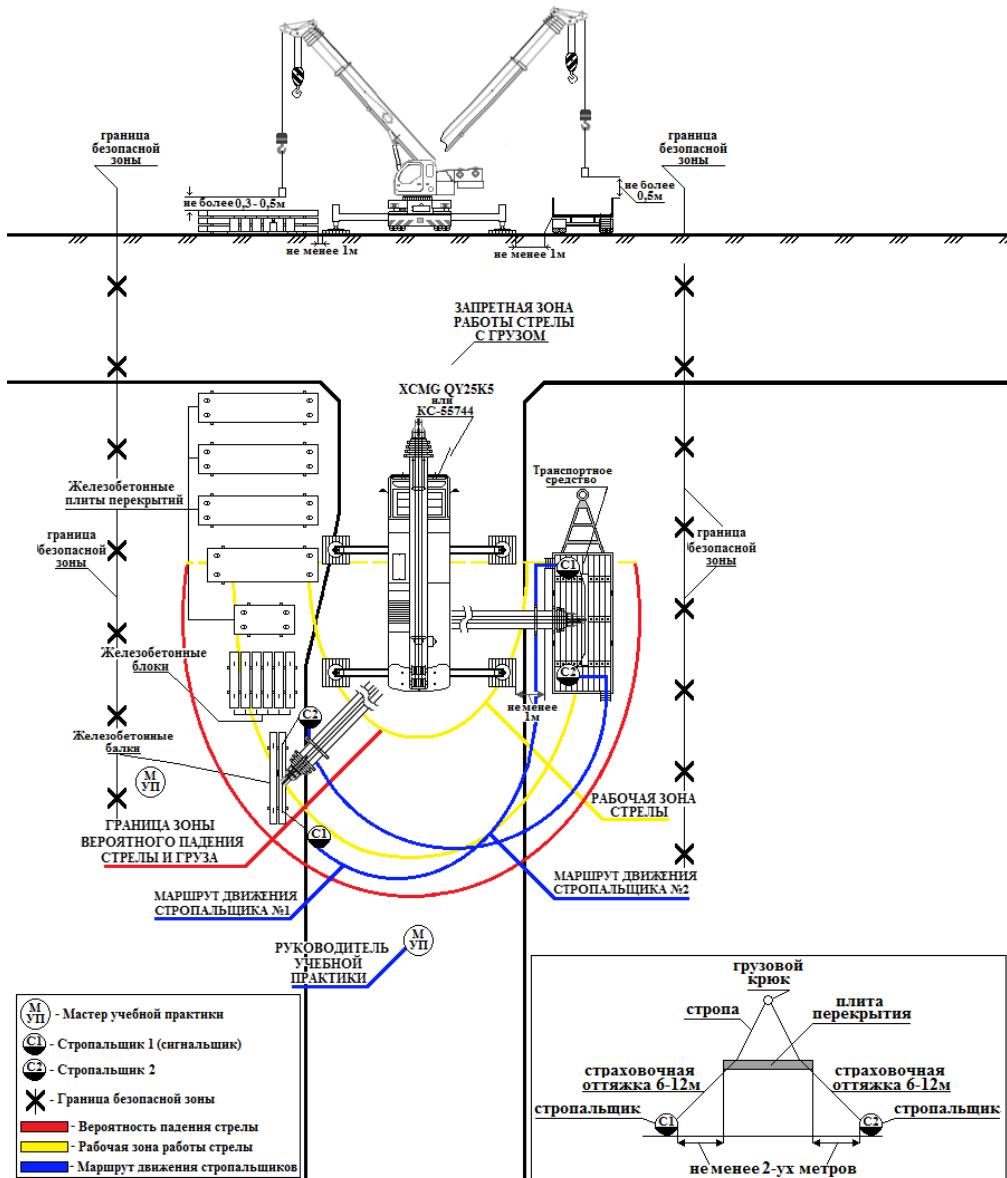 граница
безопасной
зоны
граница
безопасной
зоны
не более 0,3 - 0,5м
не более
0,5м
не менее 1м
не менее 1м
ЗАПРЕТНАЯ ЗОНА
РАБОТЫ СТРЕЛЫ
С ГРУЗОМ
XCMG QY25K5
или
КС-55744
Транспортное
средство
Железобетонные
плиты перекрытий
граница
безопасной
зоны
граница
безопасной
зоны
С1
Железобетонные
блоки
С2
не менее
1м
С2
Железобетонные
балки
М
УП
С1
РАБОЧАЯ ЗОНА
СТРЕЛЫ
ГРАНИЦА ЗОНЫ
ВЕРОЯТНОГО ПАДЕНИЯ
СТРЕЛЫ И ГРУЗА
МАРШРУТ ДВИЖЕНИЯ
СТРОПАЛЬЩИКА №1
МАРШРУТ ДВИЖЕНИЯ
СТРОПАЛЬЩИКА №2
РУКОВОДИТЕЛЬ
УЧЕБНОЙ
ПРАКТИКИ
М
УП
М
УП
- Мастер учебной практики
С1 - Стропальщик 1 (сигнальщик)
С2 - Стропальщик 2
- Граница безопасной зоны
- Вероятность падения стрелы
- Рабочая зона работы стрелы
- Маршрут движения стропальщиков
грузовой
крюк
стропа
плита
перекрытия
страховочная
оттяжка 6-12м
страховочная
оттяжка 6-12м
стропальщик С1
С2 стропальщик
не менее 2-ух метров